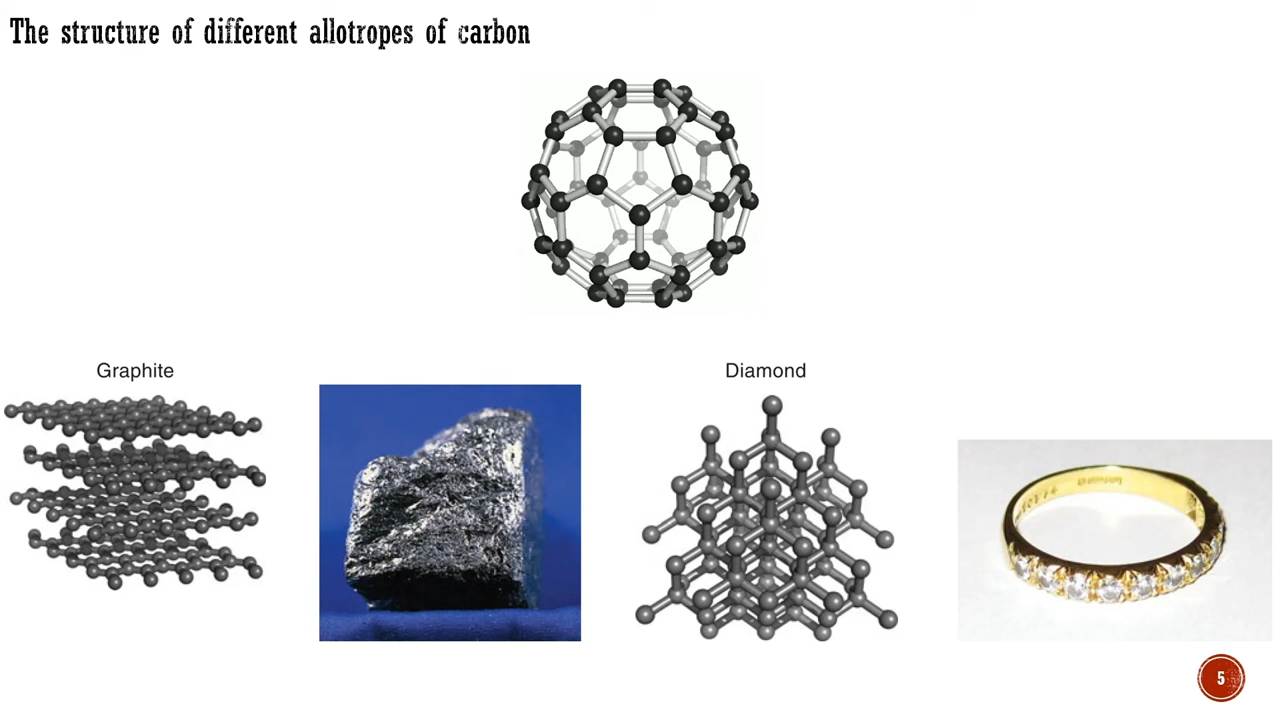 The structure of different allotropes of carbon
Graphite
Diamond
5